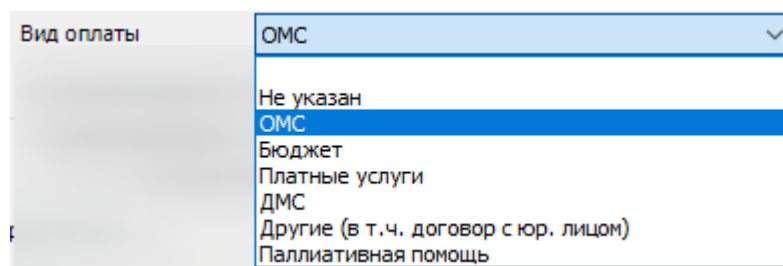 Вид оплаты ОМС
Не указан
ОМС
Бюджет
Платные услуги
ДМС
Другие (в т.ч. договор с юр. лицом)
Паллиативная помощь